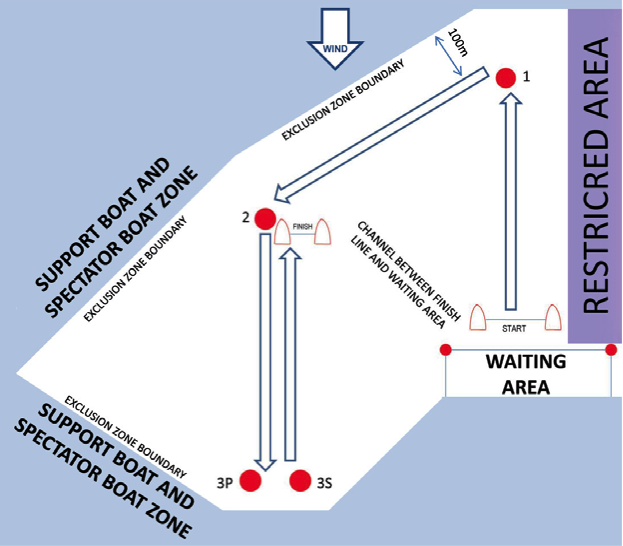 WIND
100m
1
EXCLUSION ZONE BOUNDARY
RESTRICRED AREA
SUPPORT BOAT AND
SPECTATOR BOAT ZONE
EXCLUSION ZONE BOUNDARY
2
FINISH
CHANNEL BETWEEN FINISH
LINE AND WAITING AREA
START
WAITING
AREA
EXCLUSION ZONE BOUNDARY
SUPPORT BOAT AND
SPECTATOR BOAT ZONE
3P
3S